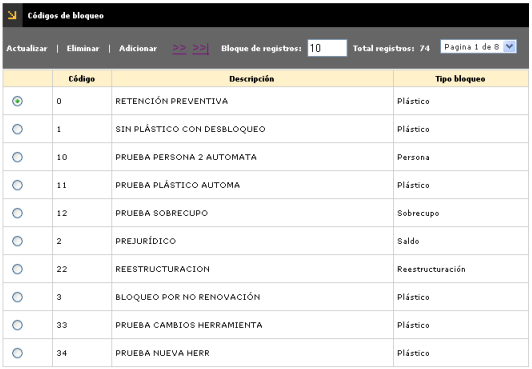 Códigos de bloqueo
Actualizar | Eliminar | Adicionar >> >>| Bloque de registros: 10 Total registros: 74 Pagina 1 de 8
Código Descripción Tipo bloqueo
0 RETENCIÓN PREVENTIVA Plástico
1 SIN PLÁSTICO CON DESBLOQUEO Plástico
10 PRUEBA PERSONA 2 AUTOMATA Persona
11 PRUEBA PLÁSTICO AUTOMA Plástico
12 PRUEBA SOBRECUPO Sobrecupo
2 PREJURÍDICO Saldo
22 REESTRUCTURACION Reestructuración
3 BLOQUEO POR NO RENOVACIÓN Plástico
33 PRUEBA CAMBIOS HERRAMIENTA Plástico
34 PRUEBA NUEVA HERR Plástico